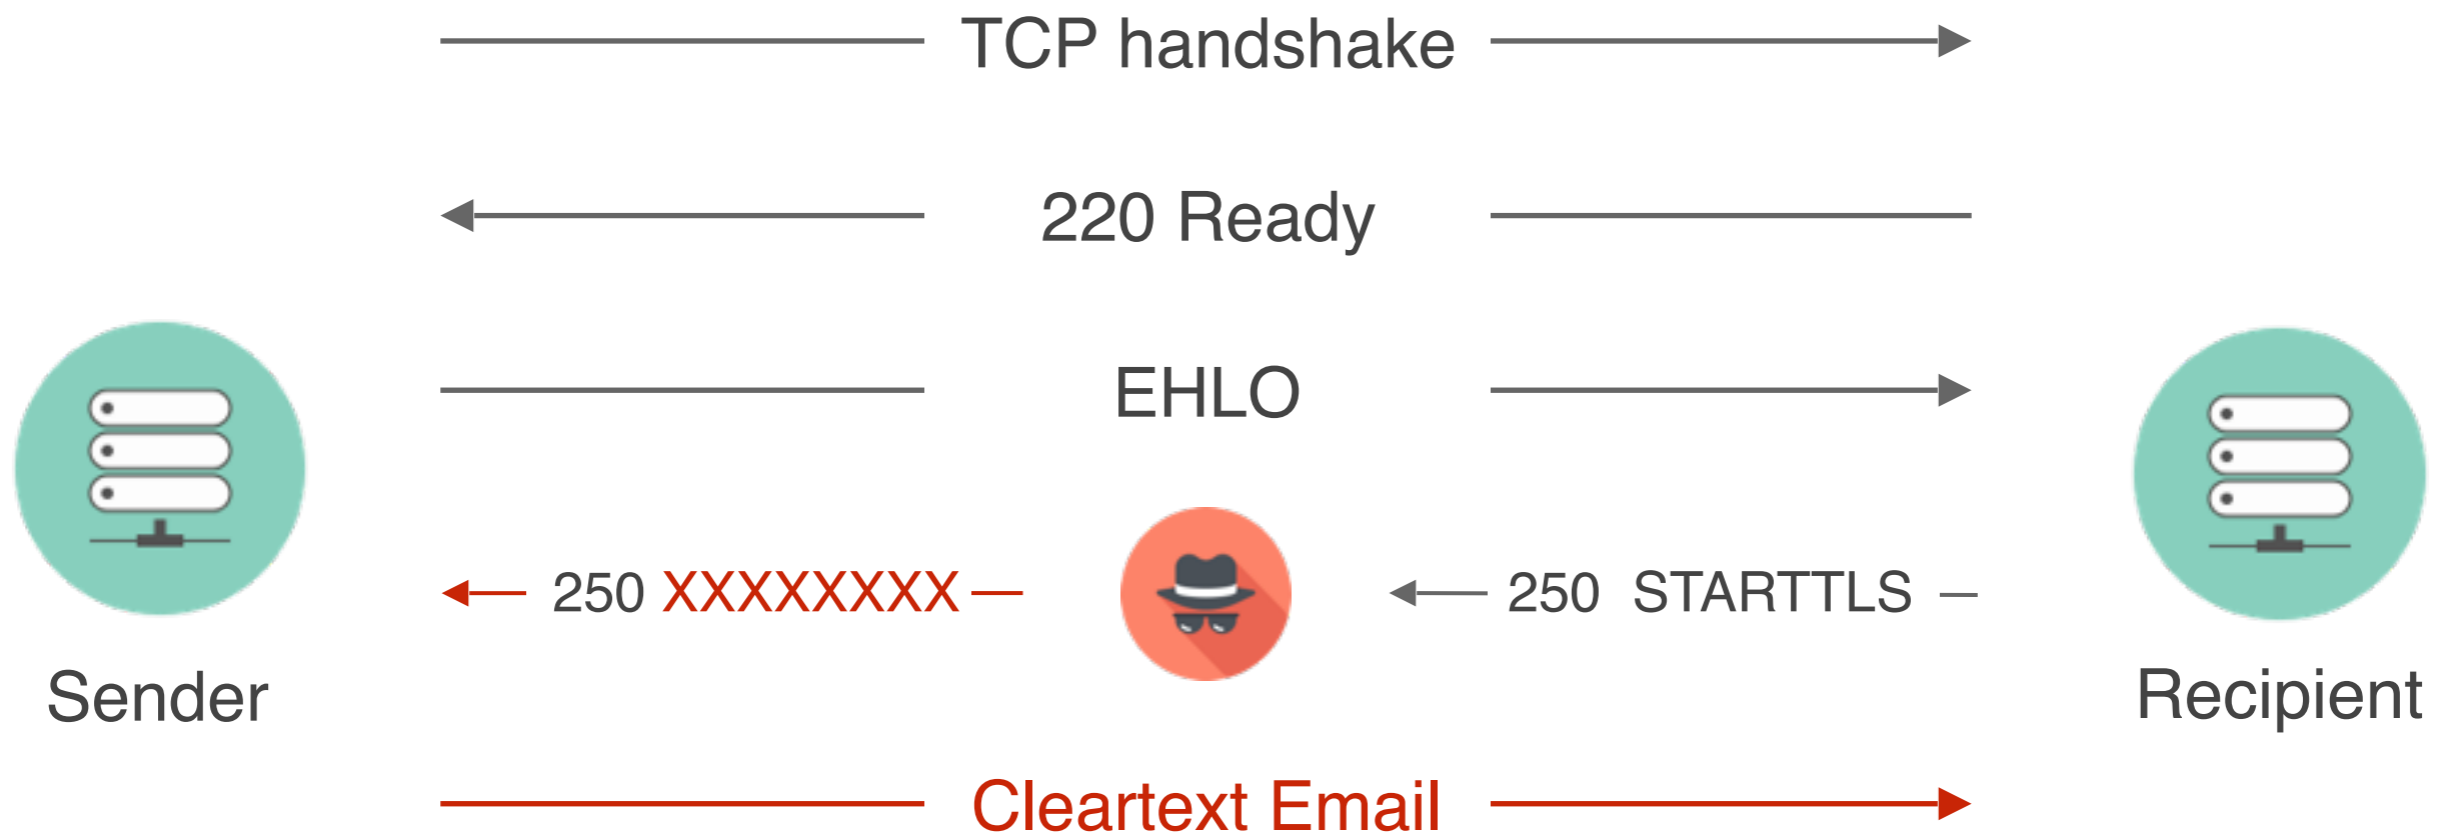 TCP handshake
220 Ready
EHLO
250 XXXXXXXX
250 STARTTLS
Sender
Recipient
Cleartext Email